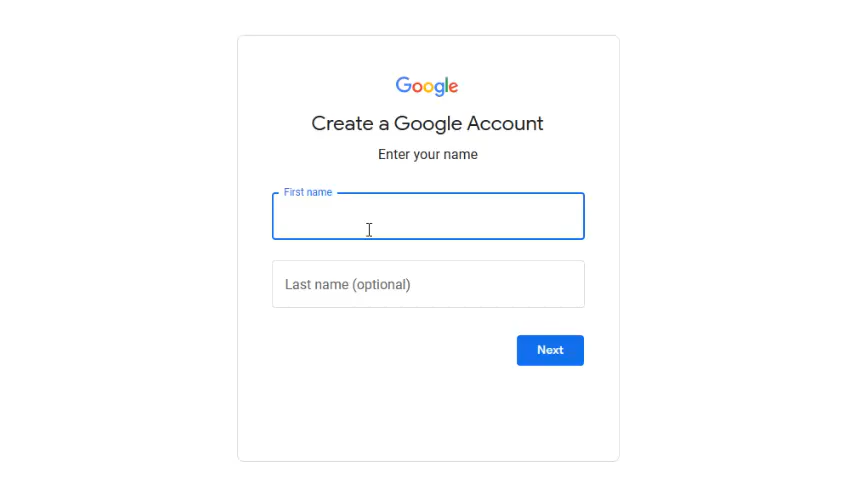 Google
Create a Google Account
Enter your name
First name
Last name (optional)
Next